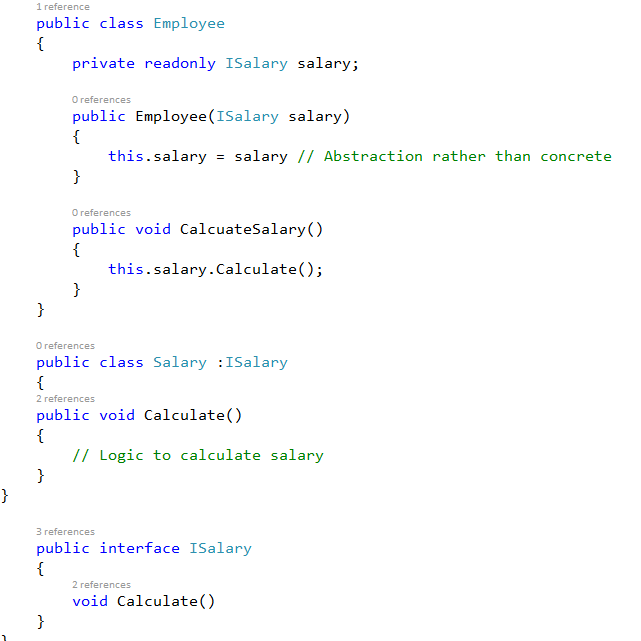 1 reference
public class Employee
{
private readonly ISalary salary;
0 references
public Employee(ISalary salary)
{
this.salary = salary // Abstraction rather than concrete
}
0 references
public void CalcuateSalary()
{
this.salary.Calculate();
}
}
0 references
public class Salary :ISalary
{
2 references
public void Calculate()
{
// Logic to calculate salary
}
}
3 references
public interface ISalary
{
2 references
void Calculate()
}
}